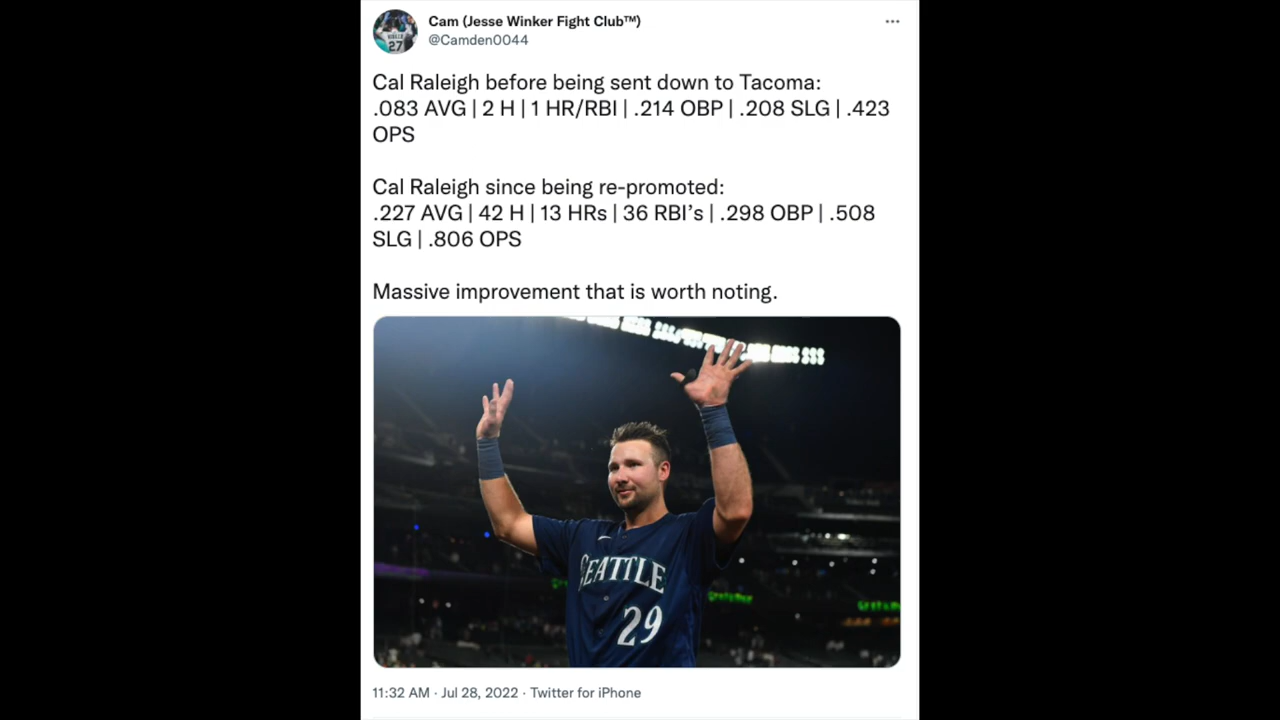 Cam (Jesse Winker Fight Club™)
@Camden0044
Cal Raleigh before being sent down to Tacoma:
.083 AVG | 2 H | 1 HR/RBI | .214 OBP | .208 SLG | .423
OPS
Cal Raleigh since being re-promoted:
.227 AVG | 42 H | 13 HRs | 36 RBI’s | .298 OBP | .508
SLG | .806 OPS
Massive improvement that is worth noting.
SEATTLE
29
11:32 AM · Jul 28, 2022 · Twitter for iPhone